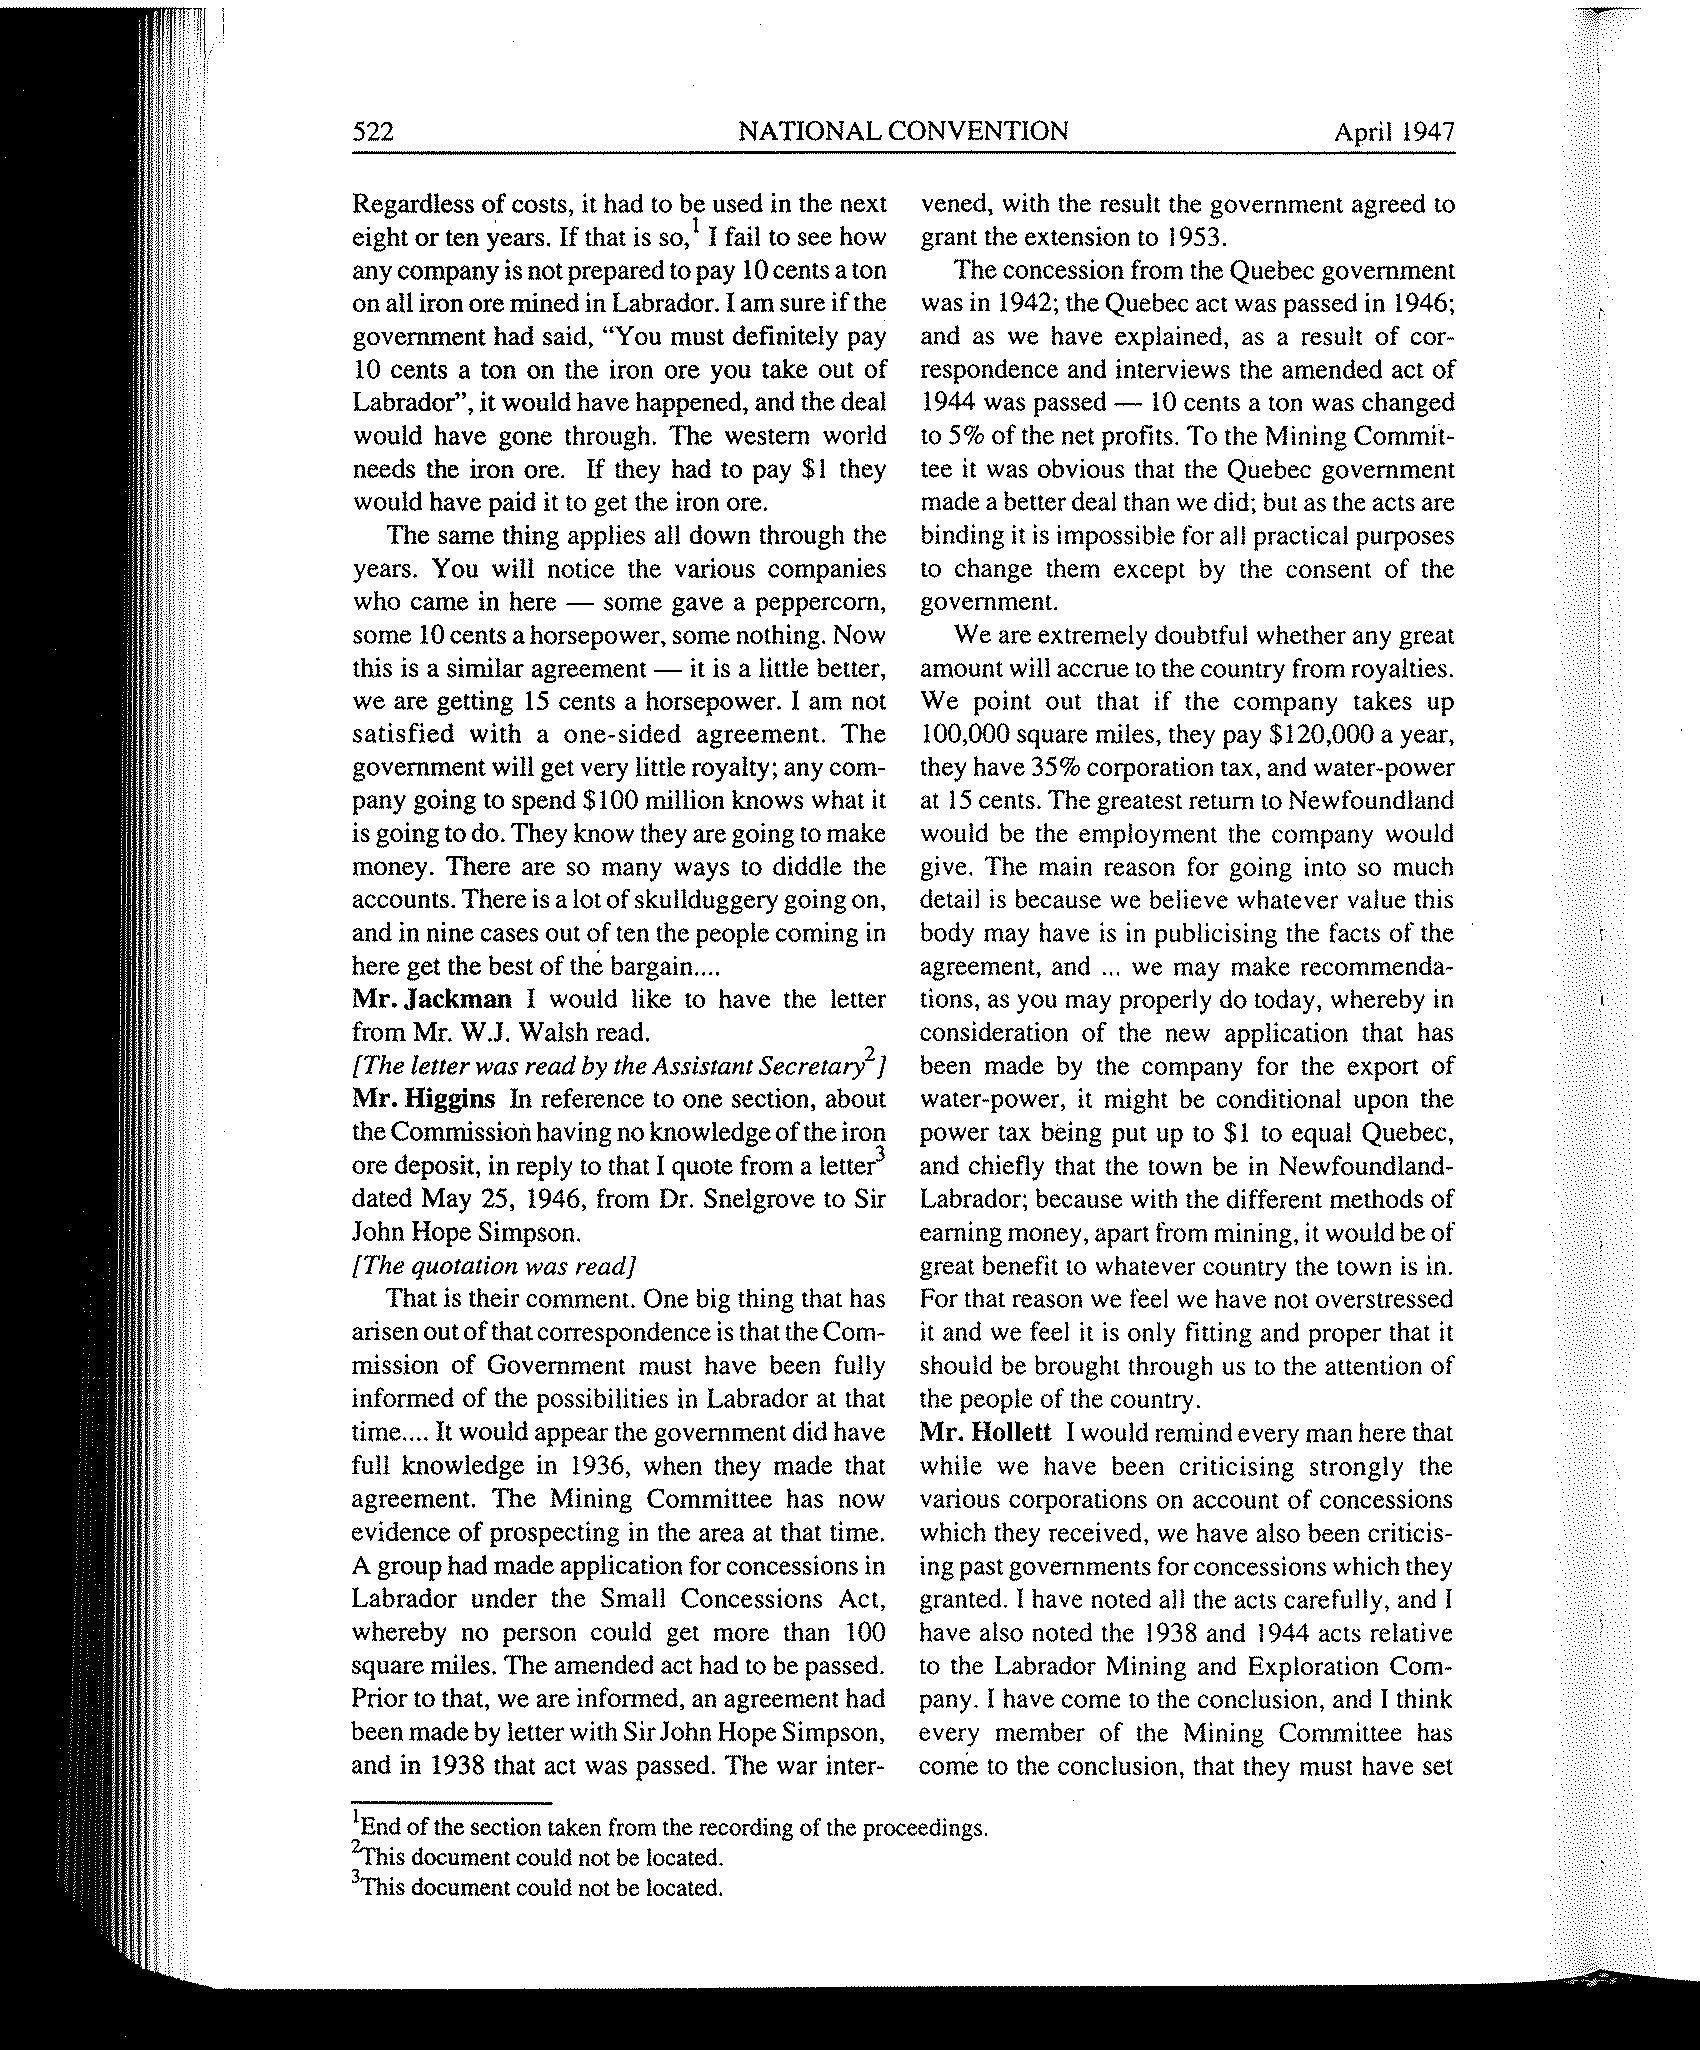 522 NATIONAL CONVENTION April 1947
Regardless of costs, it had to be used in the next
eight or ten years. If that is so,1 I fail to see how
any company is not prepared to pay 10 cents a ton
on all iron ore mined in Labrador. I am sure if the
government had said, “You must definitely pay
10 cents a ton on the iron ore you take out of
Labrador”, it would have happened, and the deal
would have gone through. The western world
needs the iron ore. If they had to pay $1 they
would have paid it to get the iron ore.
The same thing applies all down through the
years. You will notice the various companies
who came in here — some gave a peppercorn,
some 10 cents a horsepower, some nothing. Now
this is a similar agreement — it is a little better,
we are getting 15 cents a horsepower. I am not
satisfied with a one-sided agreement. The
government will get very little royalty; any com-
pany going to spend $100 million knows what it
is going to do. They know they are going to make
money. There are so many ways to diddle the
accounts. There is a lot of skullduggery going on,
and in nine cases out of ten the people coming in
here get the best of the bargain....
Mr. Jackman I would like to have the letter
from Mr. W.J. Walsh read.
[The letter was read by the Assistant Secretary2]
Mr. Higgins In reference to one section, about
the Commission having no knowledge of the iron
ore deposit, in reply to that I quote from a letter3
dated May 25, 1946, from Dr. Snelgrove to Sir
John Hope Simpson.
[The quotation was read]
That is their comment. One big thing that has
arisen out of that correspondence is that the Com-
mission of Government must have been fully
informed of the possibilities in Labrador at that
time.... It would appear the government did have
full knowledge in 1936, when they made that
agreement. The Mining Committee has now
evidence of prospecting in the area at that time.
A group had made application for concessions in
Labrador under the Small Concessions Act,
whereby no person could get more than 100
square miles. The amended act had to be passed.
Prior to that, we are informed, an agreement had
been made by letter with Sir John Hope Simpson,
and in 1938 that act was passed. The war inter-
vened, with the result the government agreed to
grant the extension to 1953.
The concession from the Quebec government
was in 1942; the Quebec act was passed in 1946;
and as we have explained, as a result of cor-
respondence and interviews the amended act of
1944 was passed — 10 cents a ton was changed
to 5% of the net profits. To the Mining Commit-
tee it was obvious that the Quebec government
made a better deal than we did; but as the acts are
binding it is impossible for all practical purposes
to change them except by the consent of the
government.
We are extremely doubtful whether any great
amount will accrue to the country from royalties.
We point out that if the company takes up
100,000 square miles, they pay $120,000 a year,
they have 35% corporation tax, and water-power
at 15 cents. The greatest return to Newfoundland
would be the employment the company would
give. The main reason for going into so much
detail is because we believe whatever value this
body may have is in publicising the facts of the
agreement, and ... we may make recommenda-
tions, as you may properly do today, whereby in
consideration of the new application that has
been made by the company for the export of
water-power, it might be conditional upon the
power tax being put up to $1 to equal Quebec,
and chiefly that the town be in Newfoundland-
Labrador; because with the different methods of
earning money, apart from mining, it would be of
great benefit to whatever country the town is in.
For that reason we feel we have not overstressed
it and we feel it is only fitting and proper that it
should be brought through us to the attention of
the people of the country.
Mr. Hollett I would remind every man here that
while we have been criticising strongly the
various corporations on account of concessions
which they received, we have also been criticis-
ing past governments for concessions which they
granted. I have noted all the acts carefully, and I
have also noted the 1938 and 1944 acts relative
to the Labrador Mining and Exploration Com-
pany. I have come to the conclusion, and I think
every member of the Mining Committee has
come to the conclusion, that they must have set
1End of the section taken from the recording of the proceedings.
2This document could not be located.
3This document could not be located.